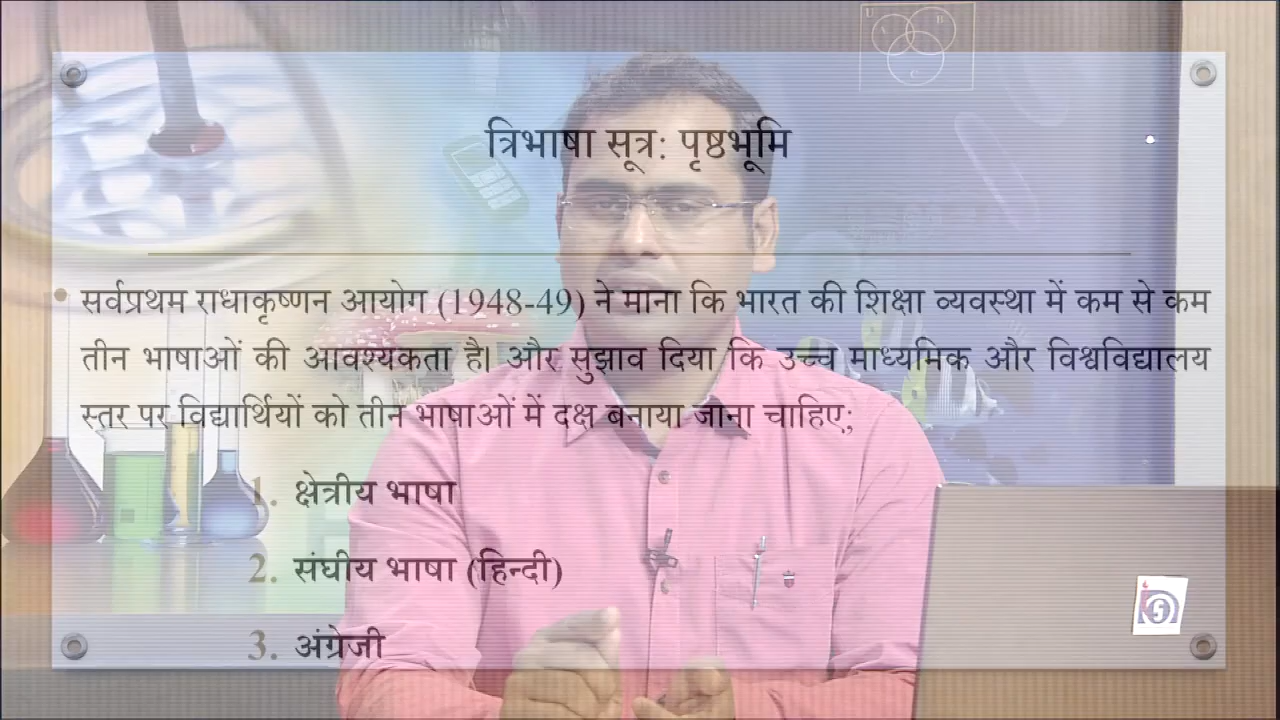 त्रिभाषा सूत्र: पृष्ठभूमि
• सर्वप्रथम राधाकृष्णन आयोग (1948-49) ने माना कि भारत की शिक्षा व्यवस्था में कम से कम
तीन भाषाओं की आवश्यकता है। और सुझाव दिया कि उच्च माध्यमिक और विश्वविद्यालय
स्तर पर विद्यार्थियों को तीन भाषाओं में दक्ष बनाया जाना चाहिए;
1. क्षेत्रीय भाषा
2. संघीय भाषा (हिन्दी)
3. अंग्रेजी
U
A
B
C